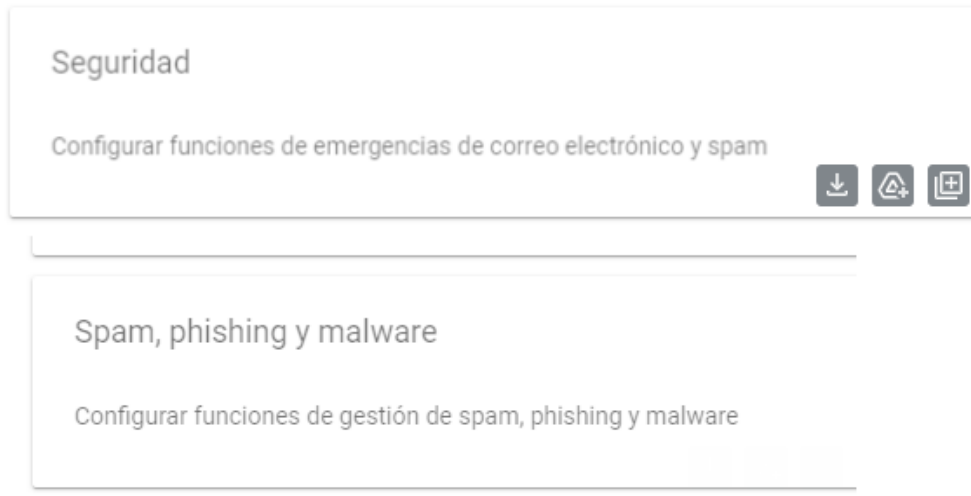 Seguridad
Configurar funciones de emergencias de correo electrónico y spam
Spam, phishing y malware
Configurar funciones de gestión de spam, phishing y malware